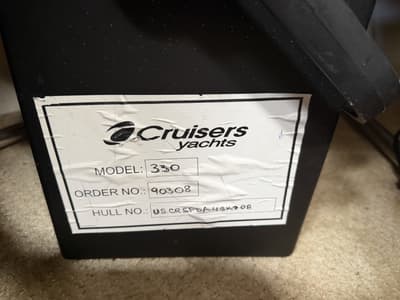 Cruisers
yachts
MODEL: 330
ORDER NO.: 90308
HULL NO.: